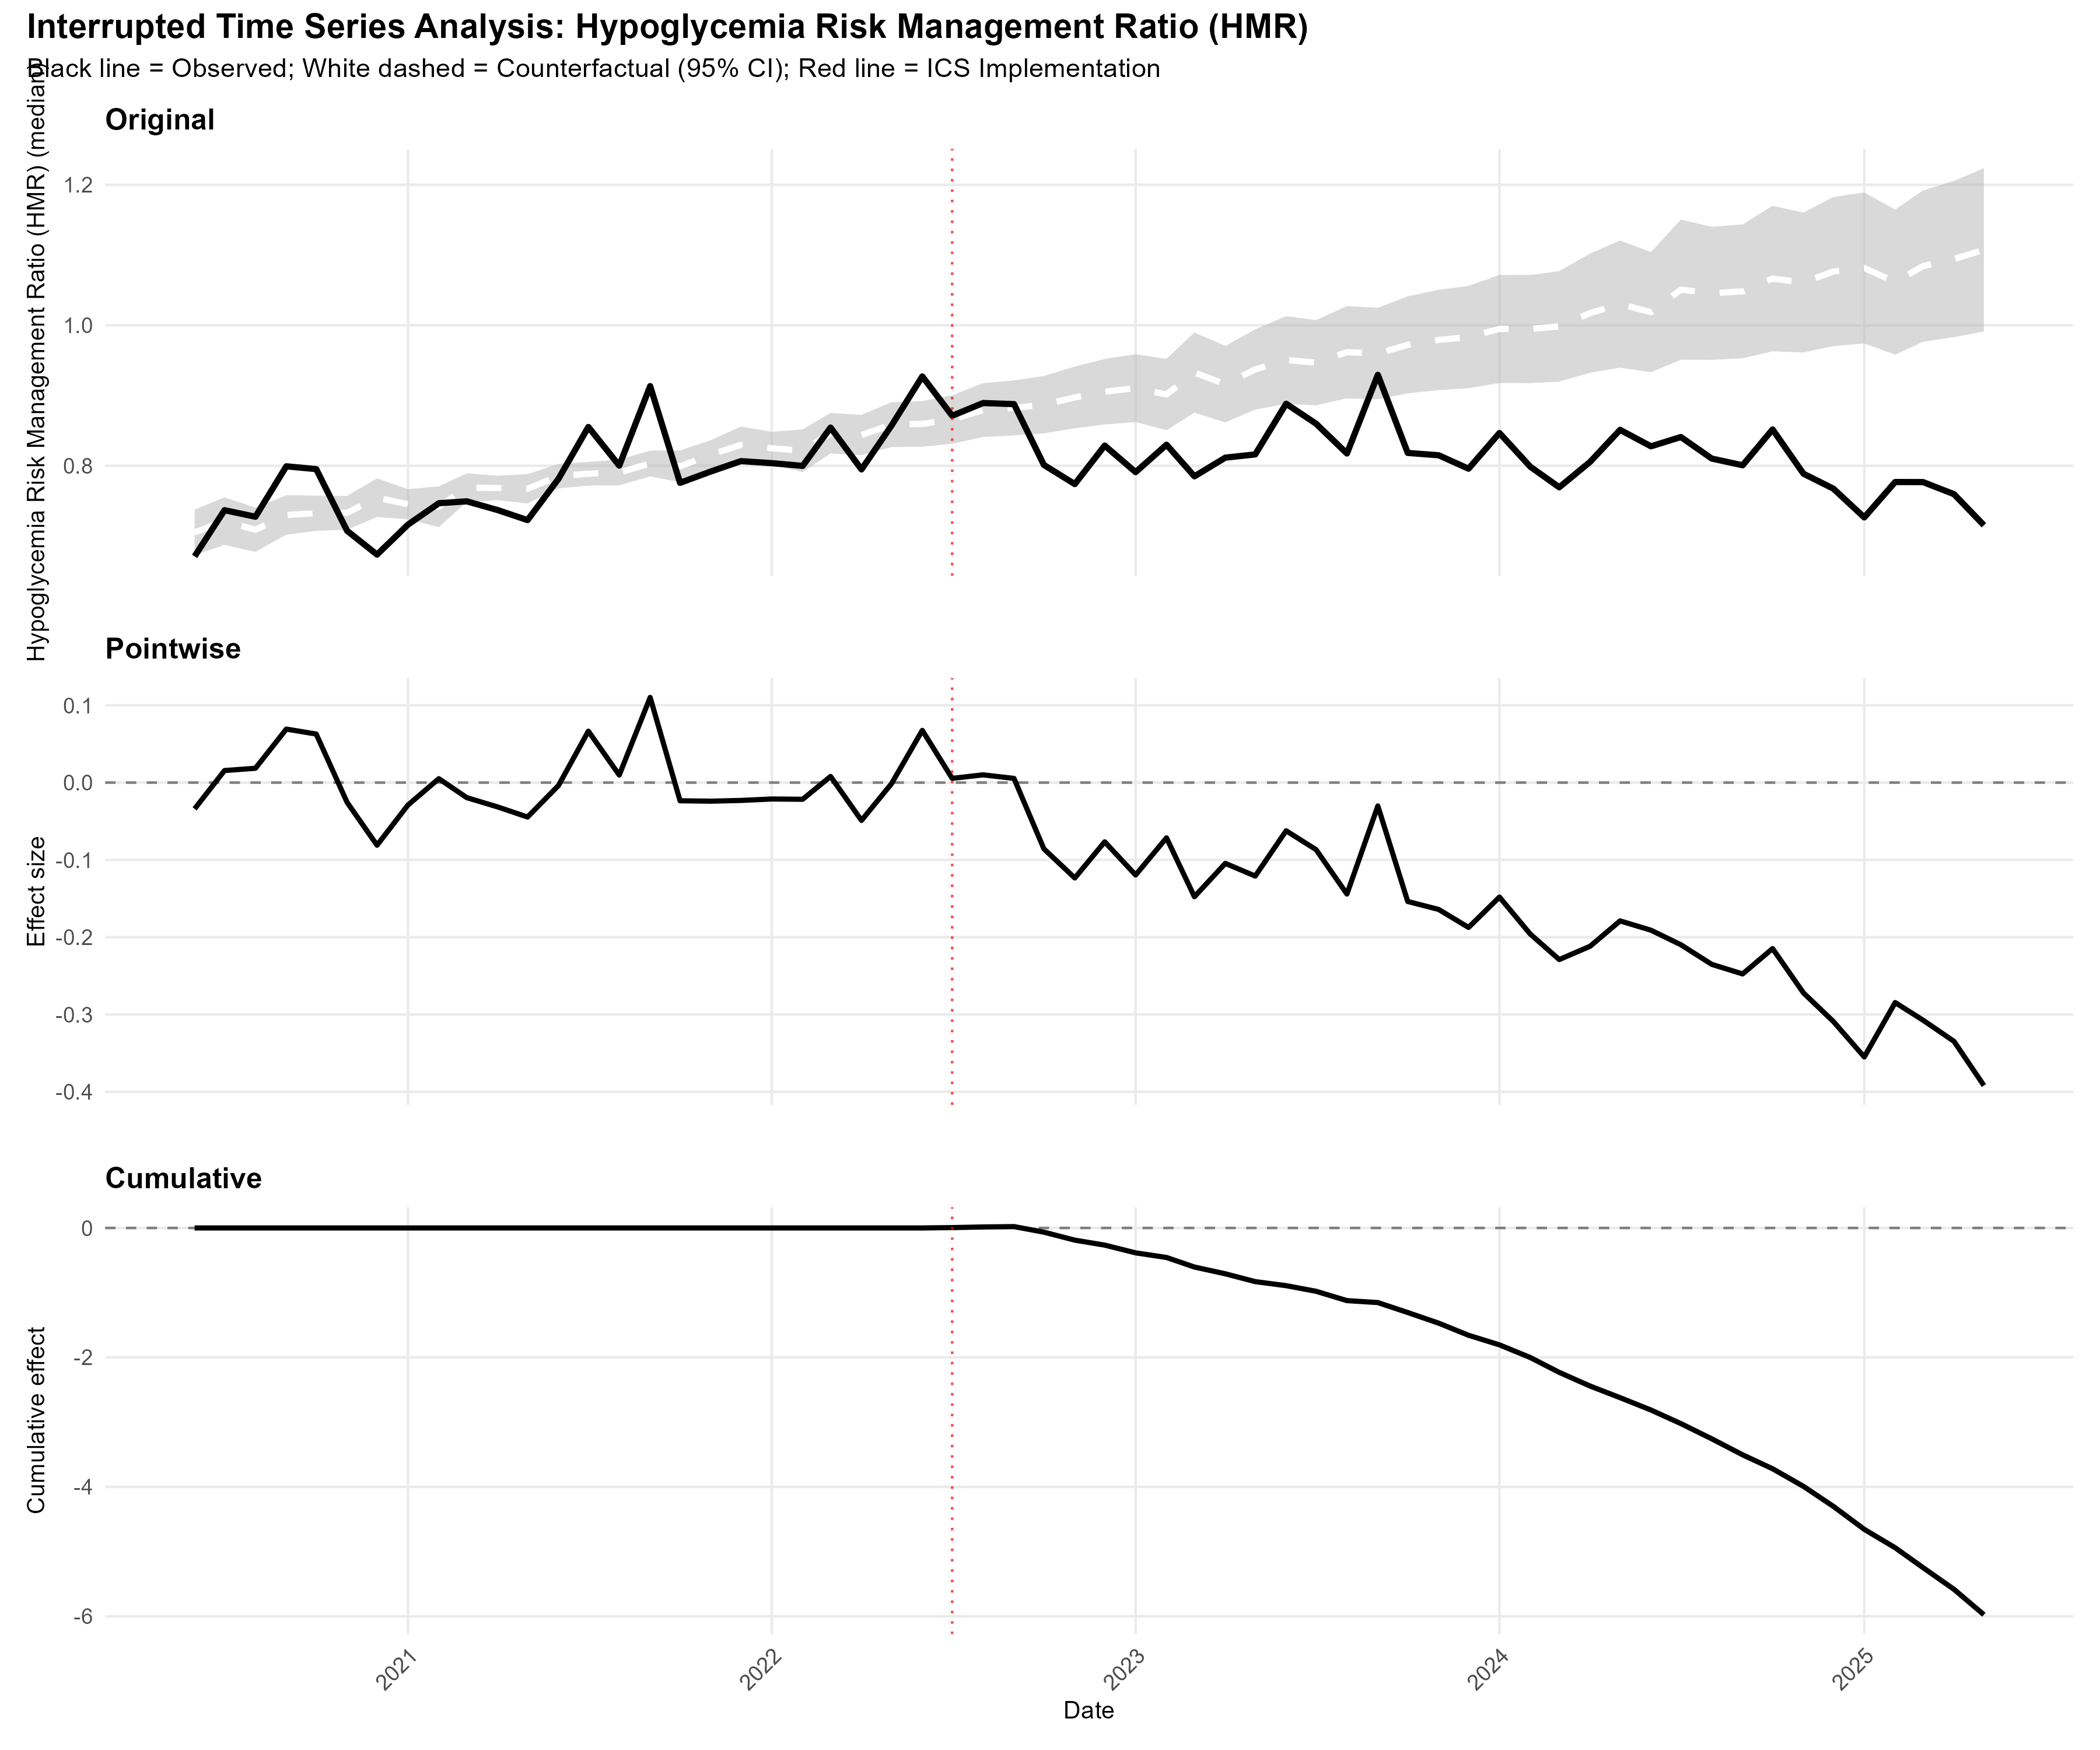 Interrupted Time Series Analysis: Hypoglycemia Risk Management Ratio (HMR)
Black line = Observed; White dashed = Counterfactual (95% CI); Red line = ICS Implementation
Original
Hypoglycemia Risk Management Ratio (HMR) (median)
1.2
1.0
0.8
Pointwise
Effect size
0.1
0.0
-0.1
-0.2
-0.3
-0.4
Cumulative
Cumulative effect
0
-2
-4
-6
2021
2022
2023
2024
2025
Date